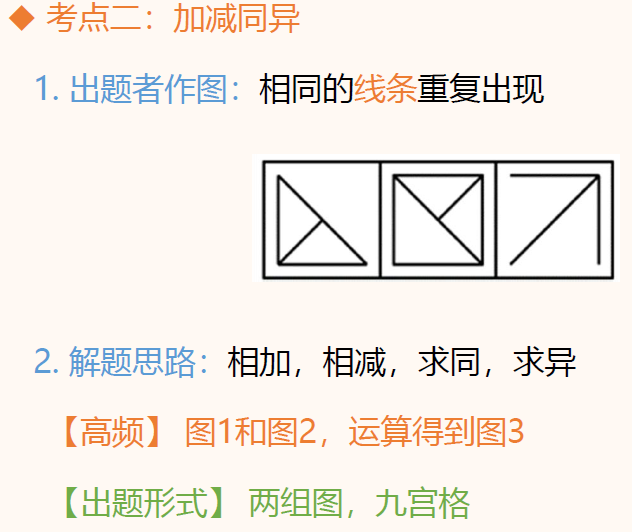 ◆ 考点二：加减同异
1. 出题者作图：相同的线条重复出现
2. 解题思路：相加，相减，求同，求异
【高频】 图1和图2，运算得到图3
【出题形式】 两组图，九宫格